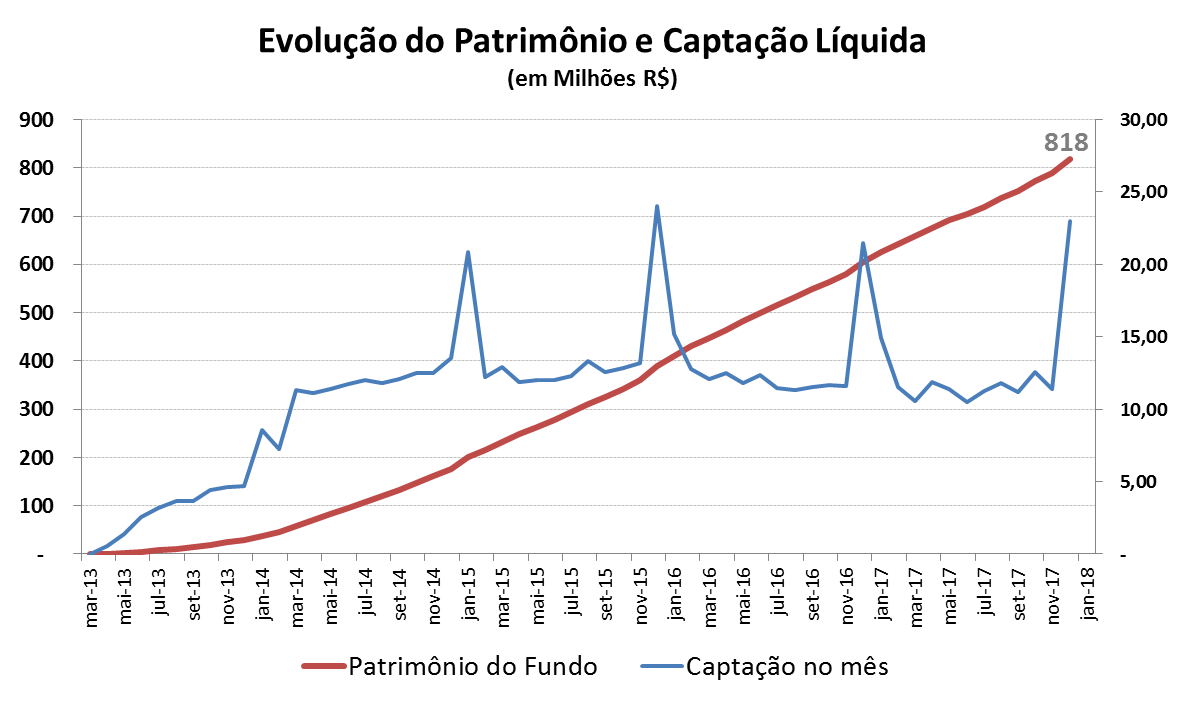 Evolução do Patrimônio e Captação Líquida
(em Milhões R$)
900
800
700
600
500
400
300
200
100
-
30,00
25,00
20,00
15,00
10,00
5,00
-
818
mar-13
mai-13
jul-13
set-13
nov-13
jan-14
mar-14
mai-14
jul-14
set-14
nov-14
jan-15
mar-15
mai-15
jul-15
set-15
nov-15
jan-16
mar-16
mai-16
jul-16
set-16
nov-16
jan-17
mar-17
mai-17
jul-17
set-17
nov-17
jan-18
Patrimônio do Fundo
Captação no mês